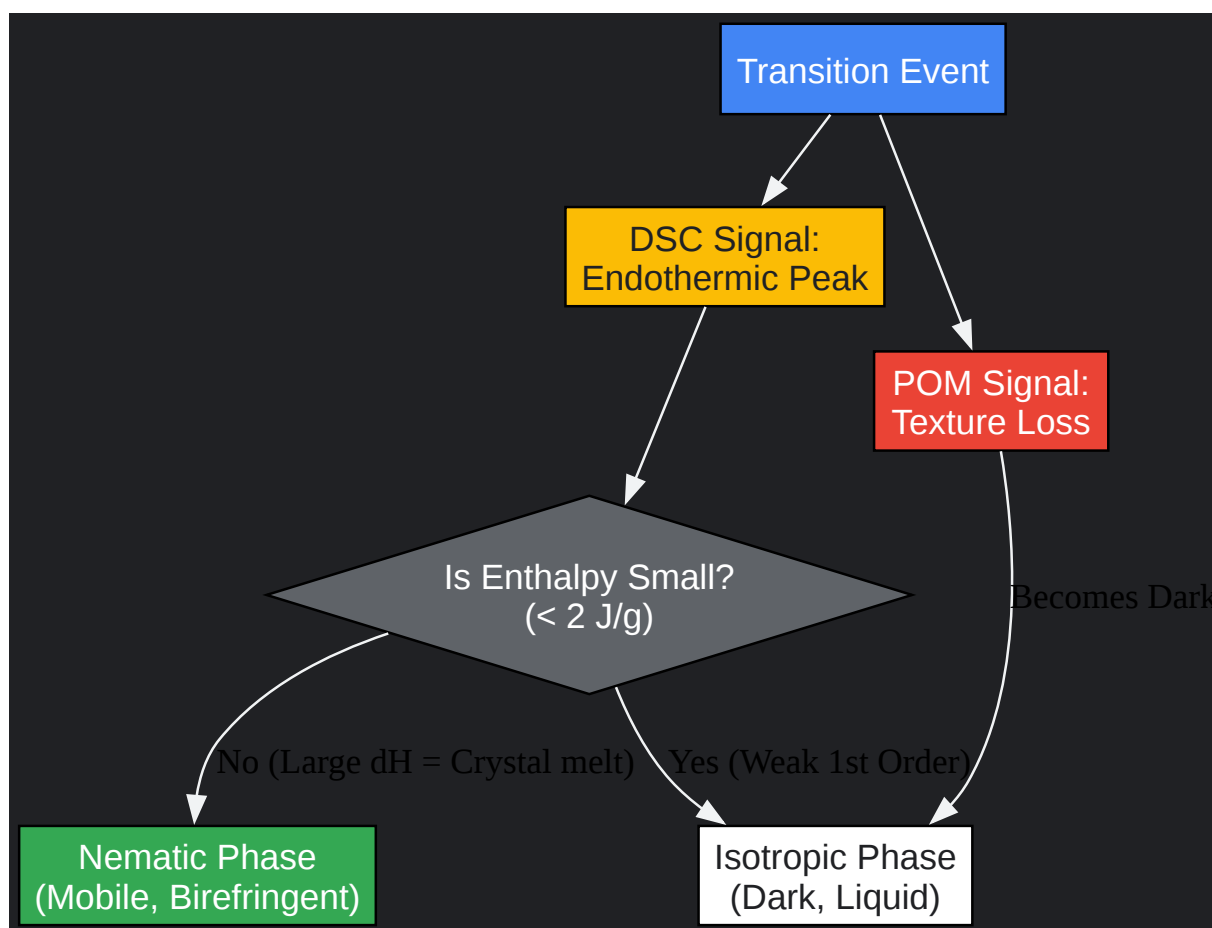 Transition Event
DSC Signal:
Endothermic Peak
POM Signal:
Texture Loss
Is Enthalpy Small?
(< 2 J/g)
Becomes Dark
No (Large dH = Crystal melt)
Yes (Weak 1st Order)
Nematic Phase
(Mobile, Birefringent)
Isotropic Phase
(Dark, Liquid)